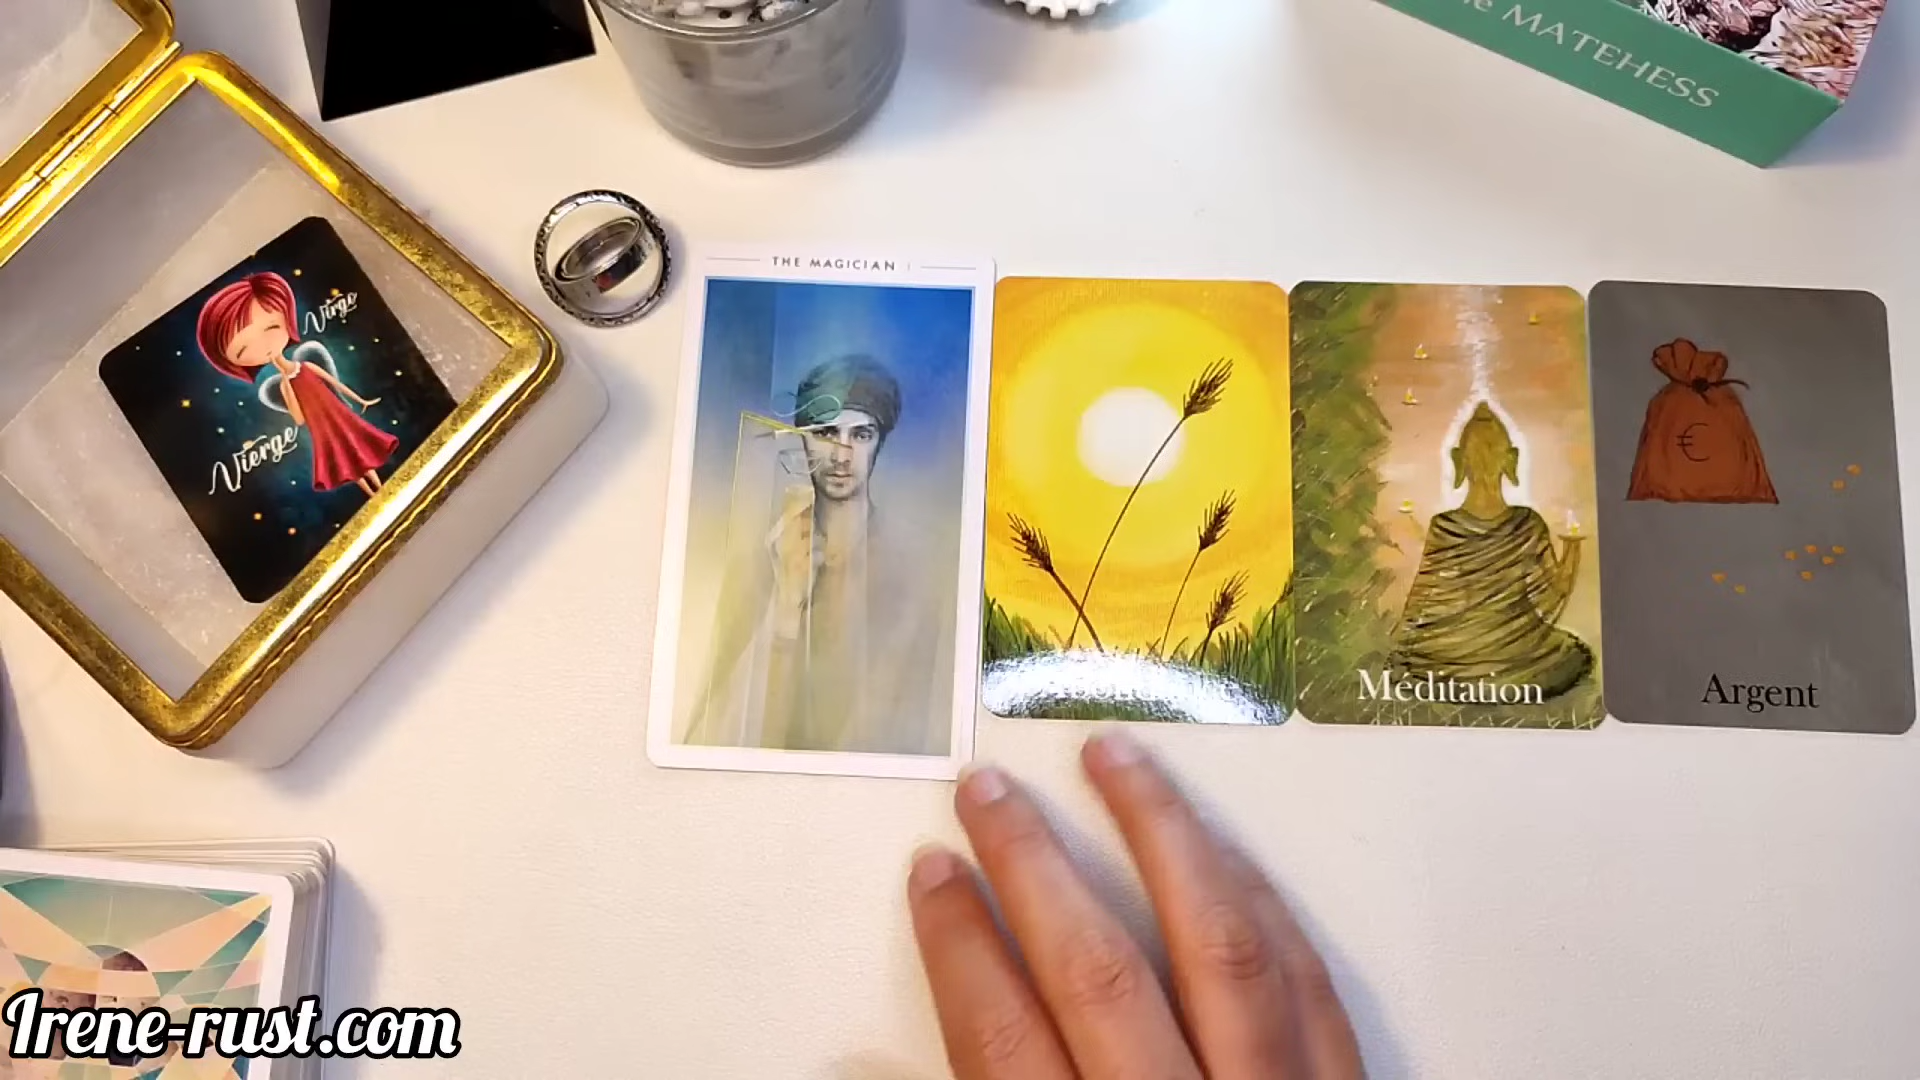 MATEHESS
THE MAGICIAN I
Virgo
Vierge
€
Méditation
Argent
Irene-rust.com